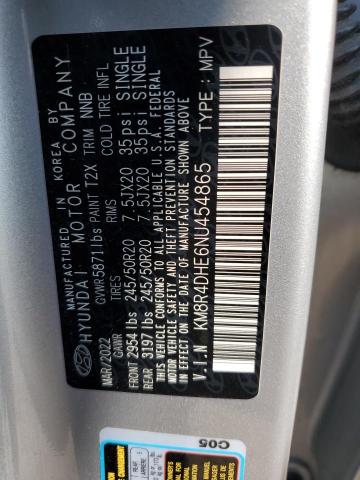 MANUFACTURED IN KOREA BY
HYUNDAI MOTOR COMPANY
GVWR5871lbs PAINT T2X TRIM NNB
MAR/2022 GAWR TIRES RIMS COLD TIRE INFL
FRONT 2954 lbs 245/50R20 7.5JX20 35psi SINGLE
REAR 3197 lbs 245/50R20 7.5JX20 35psi SINGLE
THIS VEHICLE CONFORMS TO ALL APPLICABLE U.S.A. FEDERAL
MOTOR VEHICLE SAFETY, BUMPER, AND THEFT PREVENTION STANDARDS
IN EFFECT ON THE DATE OF MANUFACTURE SHOWN ABOVE
V.I.N : KM8R4DHE6NU454865 TYPE : MPV
C05